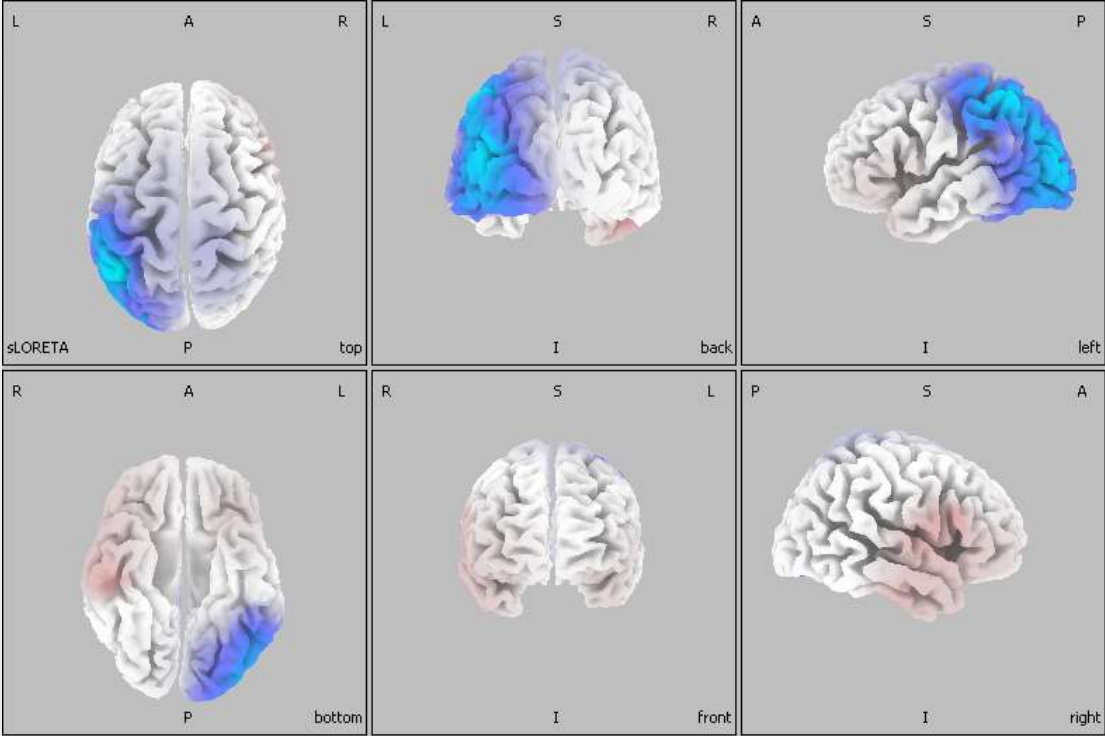 L A R
sLORETA P top
L S R
I back
A S P
I left
R A L
P bottom
R S L
I front
P S A
I right